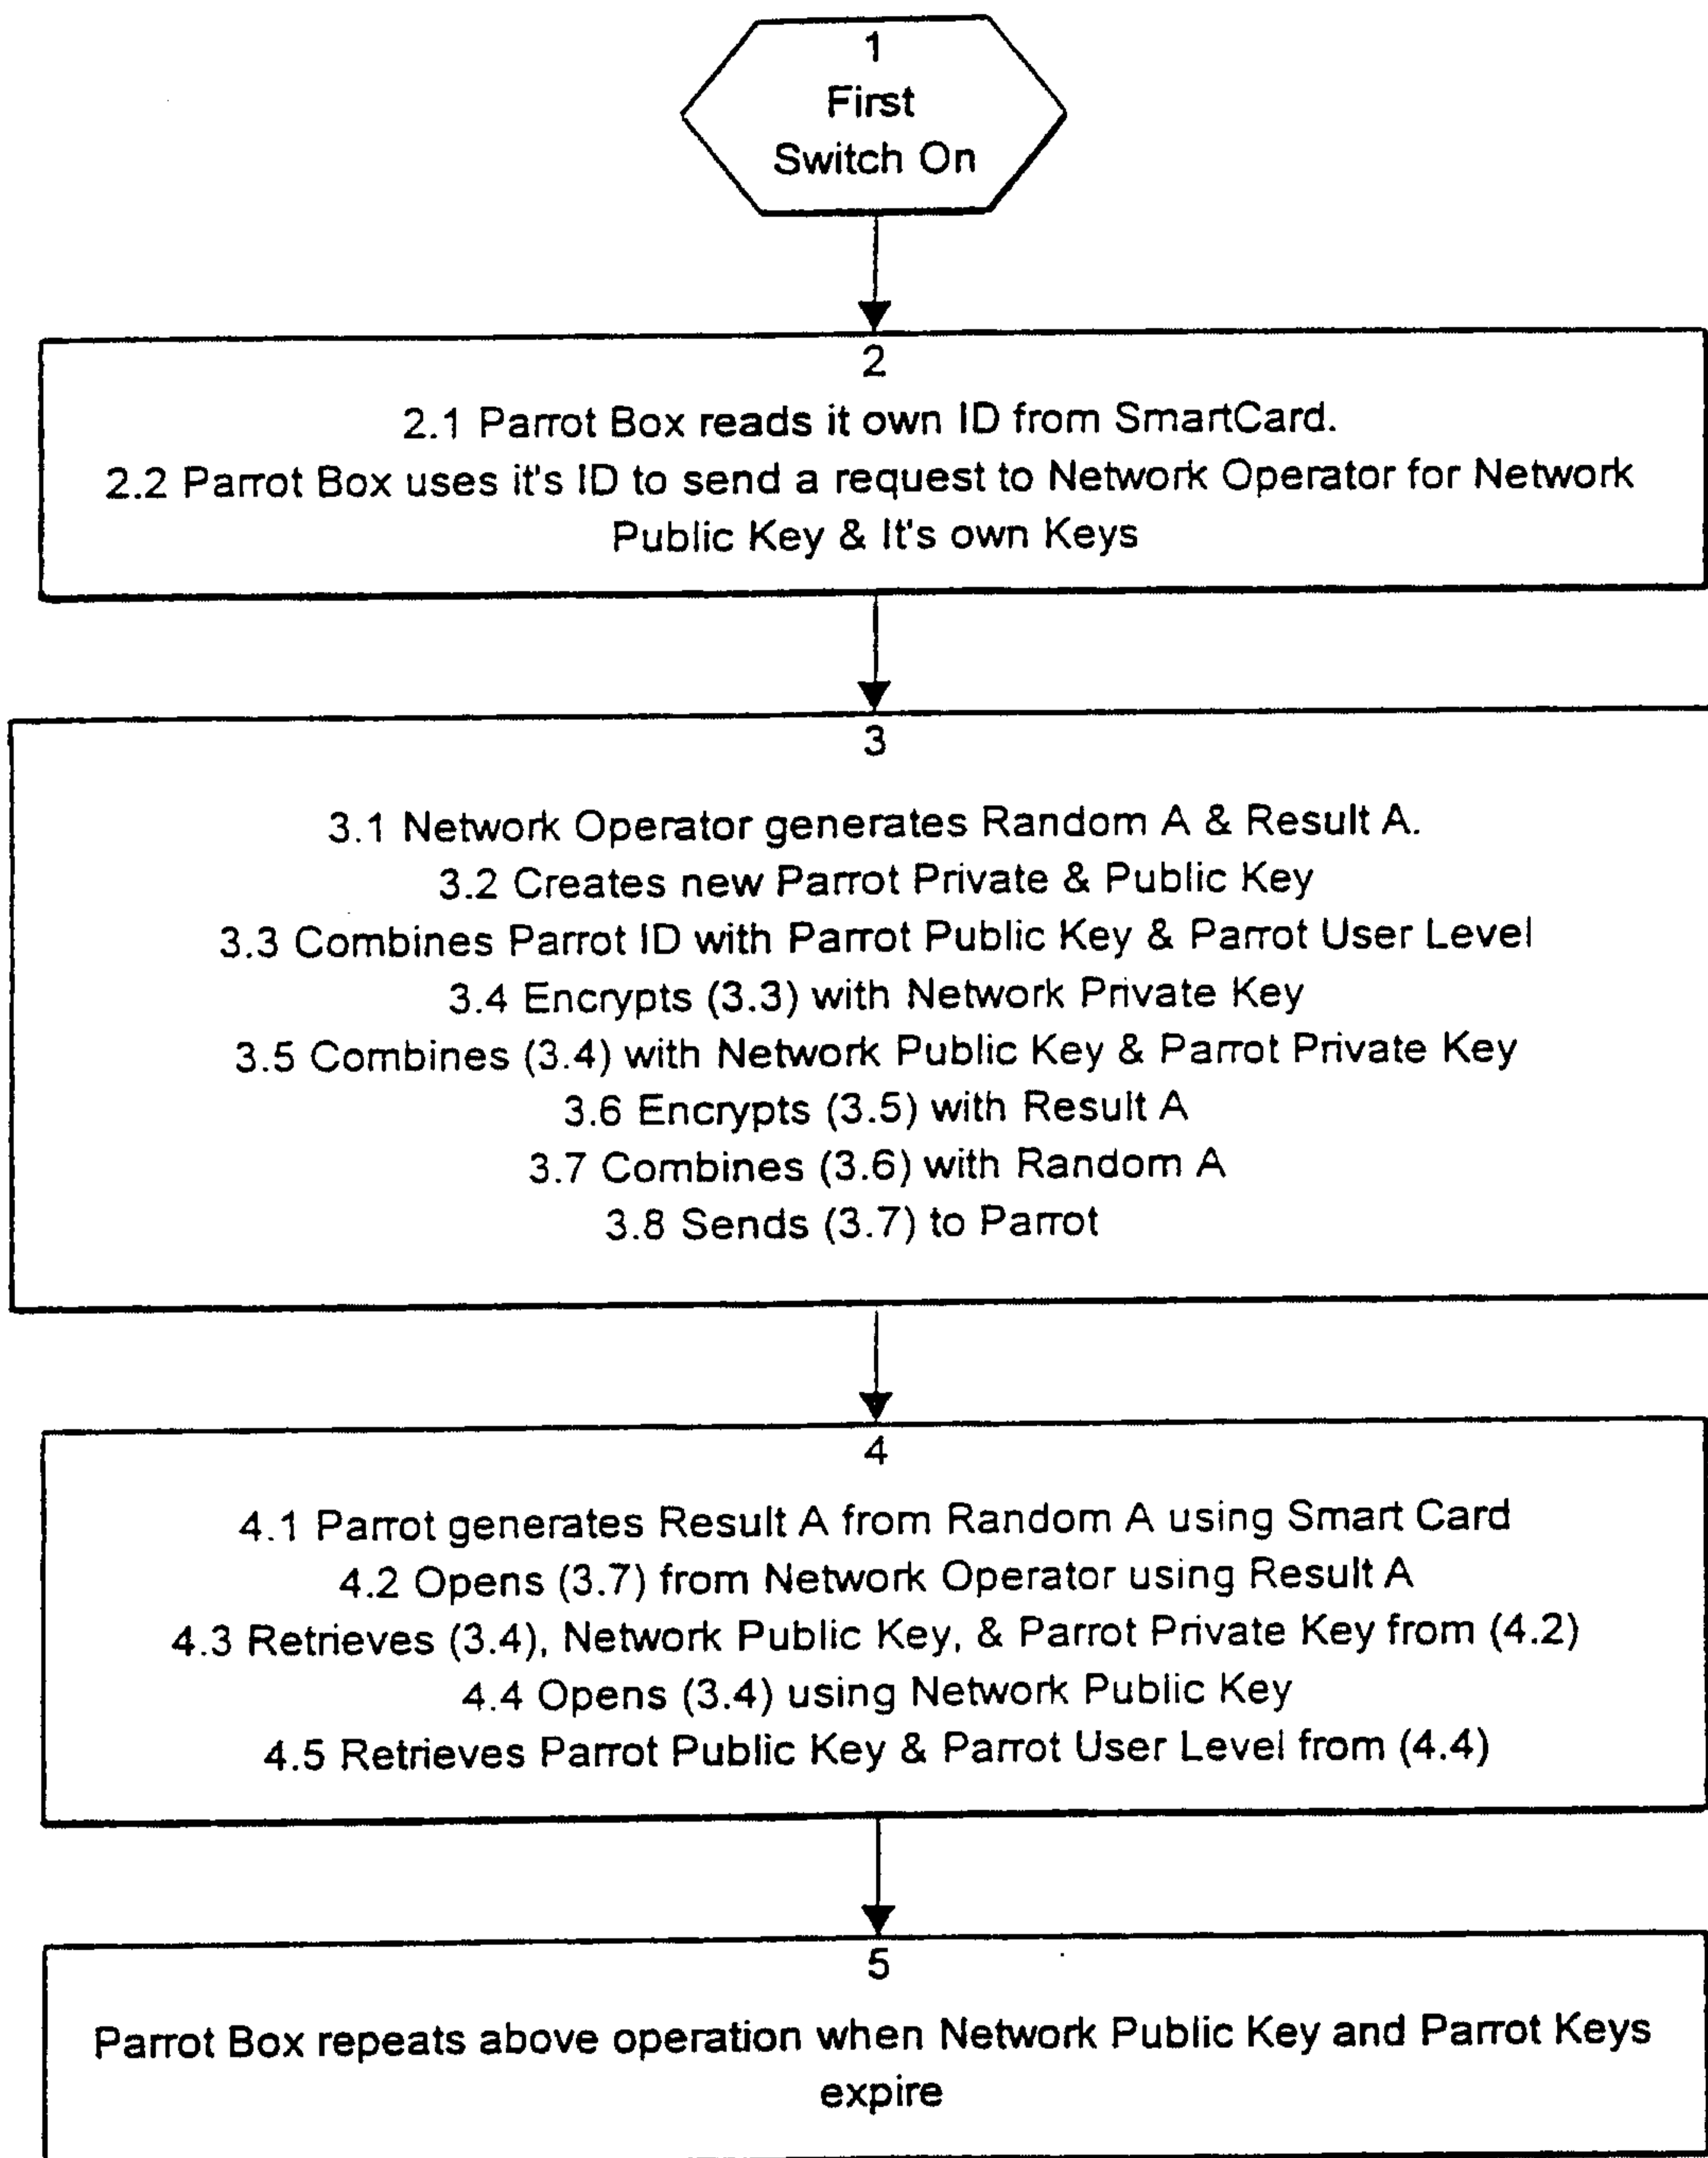 1
First
Switch On
2
2.1 Parrot Box reads it own ID from SmartCard.
2.2 Parrot Box uses it's ID to send a request to Network Operator for Network
Public Key & It's own Keys
3
3.1 Network Operator generates Random A & Result A.
3.2 Creates new Parrot Private & Public Key
3.3 Combines Parrot ID with Parrot Public Key & Parrot User Level
3.4 Encrypts (3.3) with Network Private Key
3.5 Combines (3.4) with Network Public Key & Parrot Private Key
3.6 Encrypts (3.5) with Result A
3.7 Combines (3.6) with Random A
3.8 Sends (3.7) to Parrot
4
4.1 Parrot generates Result A from Random A using Smart Card
4.2 Opens (3.7) from Network Operator using Result A
4.3 Retrieves (3.4), Network Public Key, & Parrot Private Key from (4.2)
4.4 Opens (3.4) using Network Public Key
4.5 Retrieves Parrot Public Key & Parrot User Level from (4.4)
5
Parrot Box repeats above operation when Network Public Key and Parrot Keys
expire